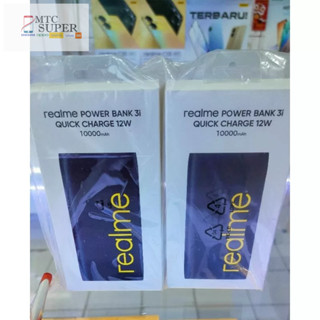 MTC
SUPER
TERBARU!
realme POWER BANK 3i
QUICK CHARGE 12W
10000mAh
realme
realme POWER BANK 3i
QUICK CHARGE 12W
10000mAh
realme